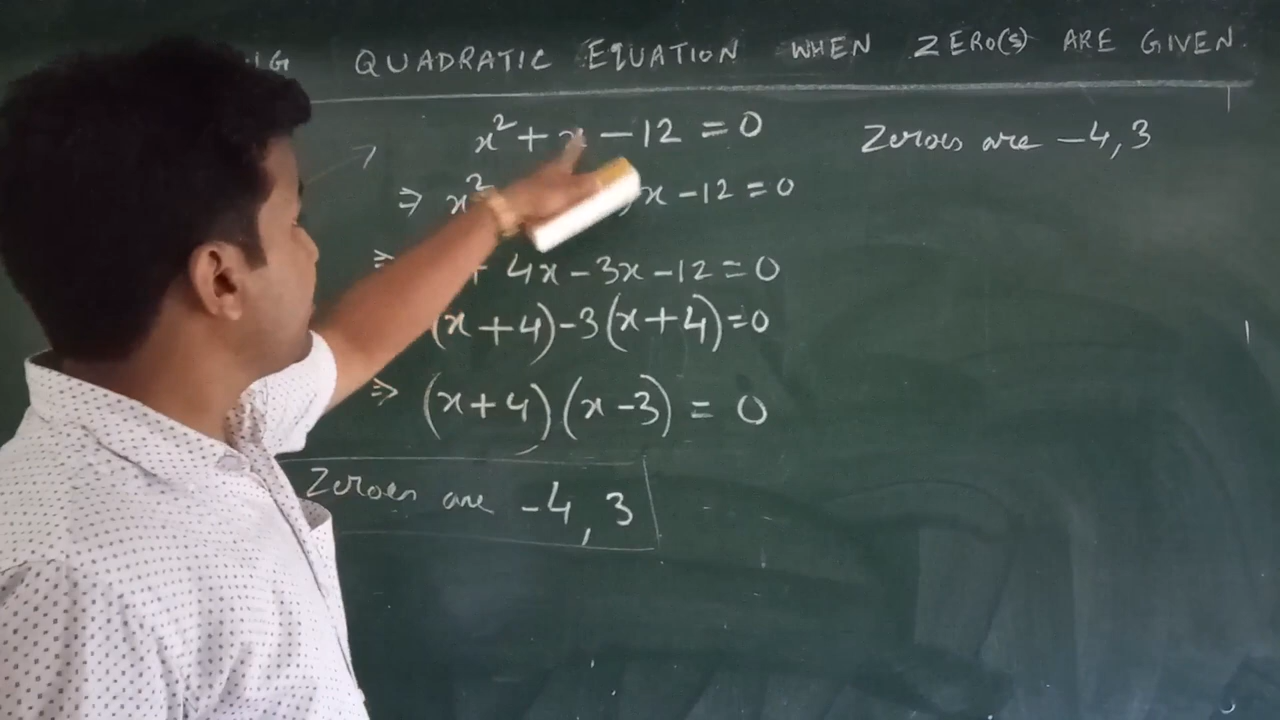 QUADRATIC EQUATION WHEN ZERO(S) ARE GIVEN.
x² + x - 12 = 0
⇒ x² x - 12 = 0
+ 4x - 3x - 12 = 0
(x + 4) - 3(x + 4) = 0
⇒ (x + 4)(x - 3) = 0
Zeroes are -4, 3
Zeroes are -4, 3